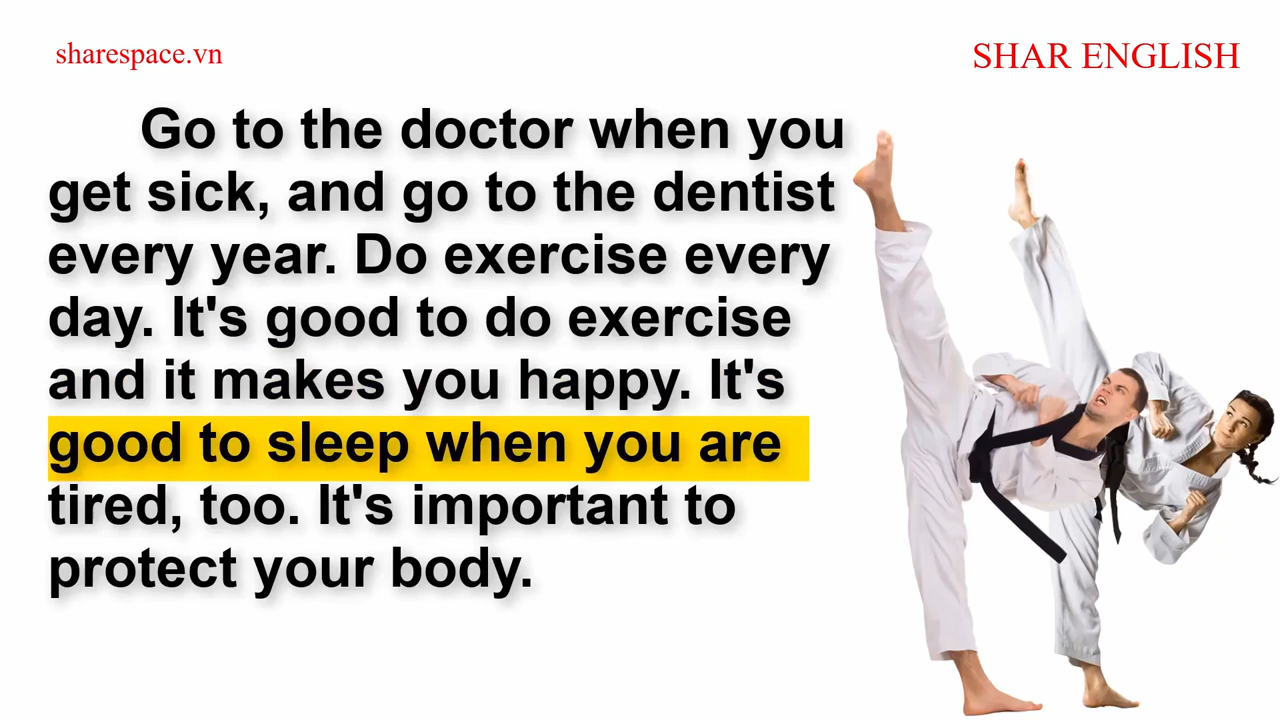 sharespace.vn
SHAR ENGLISH
Go to the doctor when you
get sick, and go to the dentist
every year. Do exercise every
day. It's good to do exercise
and it makes you happy. It's
good to sleep when you are
tired, too. It's important to
protect your body.